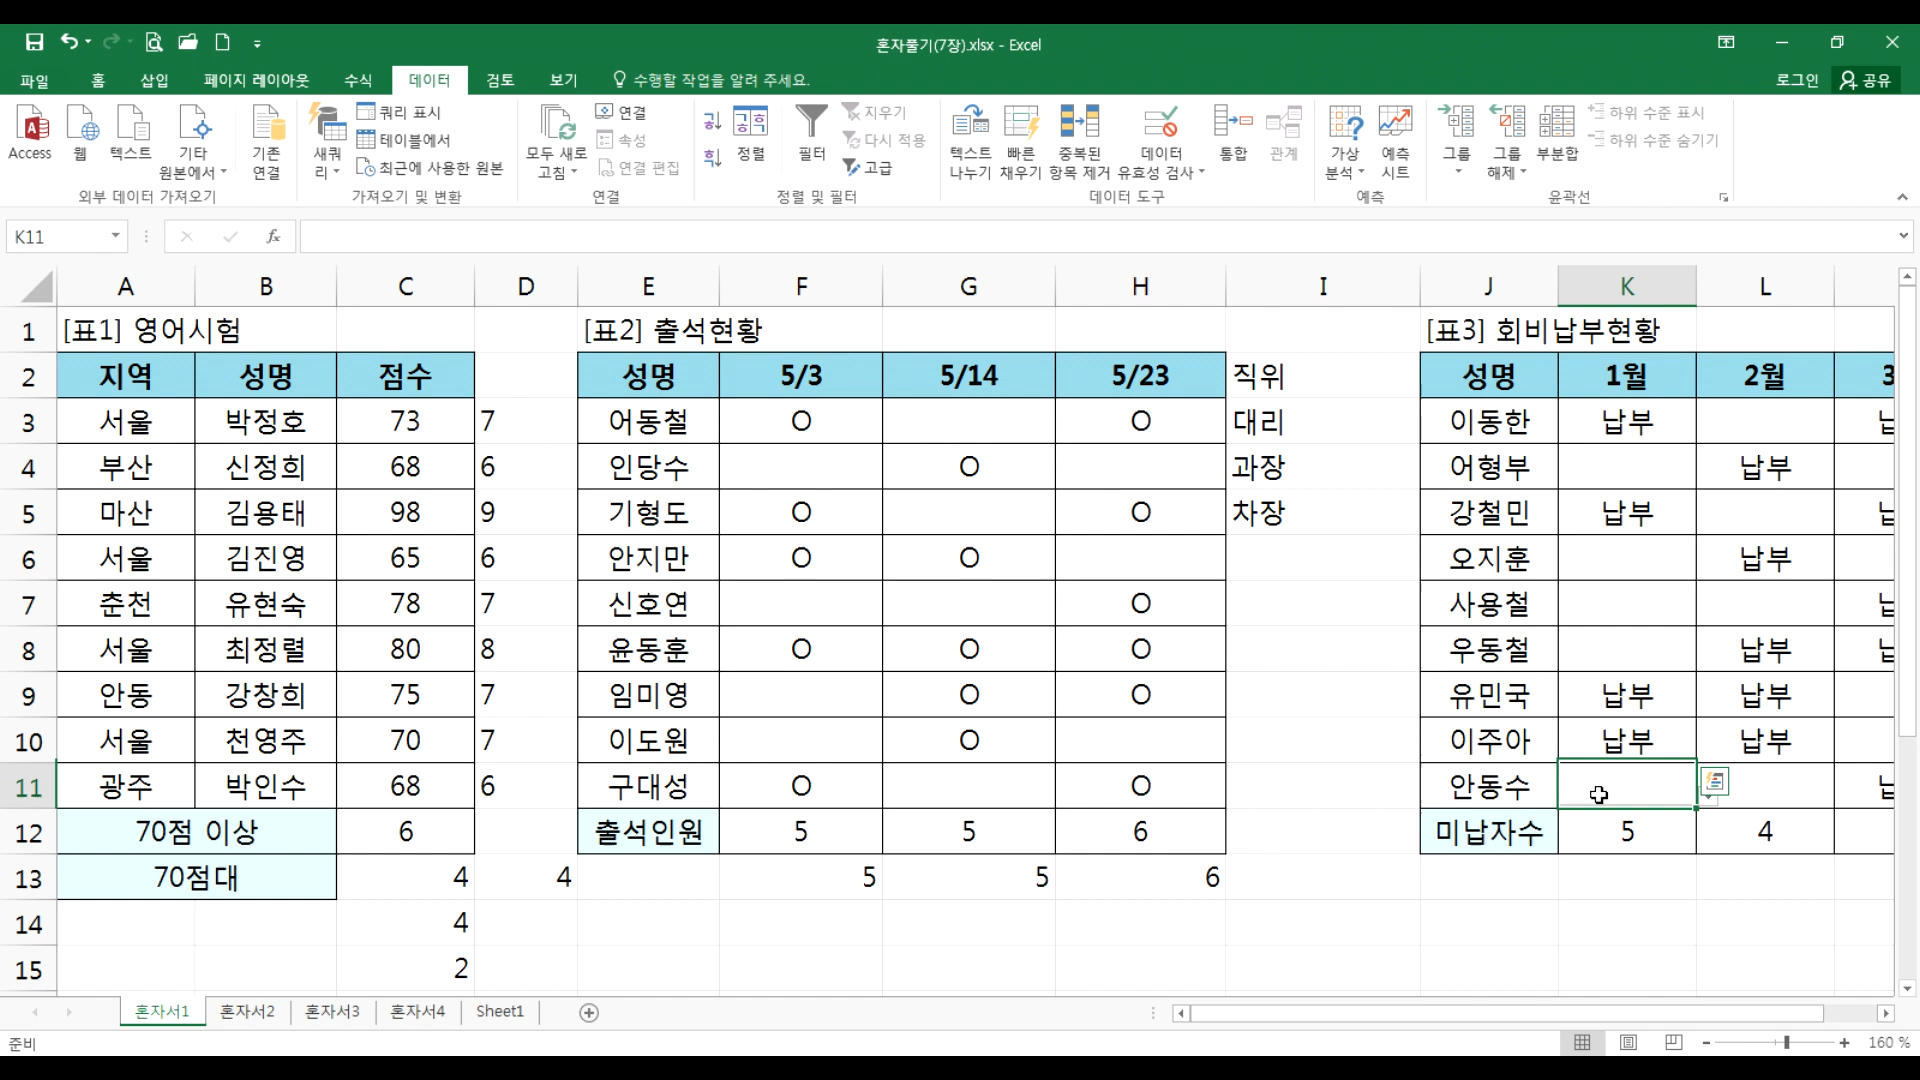 혼자풀기(7장).xlsx - Excel
파일 홈 삽입 페이지 레이아웃 수식 데이터 검토 보기 수행할 작업을 알려 주세요. 로그인 공유
Access 웹 텍스트 기타 원본에서 기존 연결
외부 데이터 가져오기
새쿼리 쿼리 표시 테이블에서 최근에 사용한 원본
가져오기 및 변환
모두 새로 고침 연결 속성 연결 편집
연결
정렬 필터 지우기 다시 적용 고급
정렬 및 필터
텍스트 나누기 빠른 채우기 중복된 항목 제거 데이터 유효성 검사 통합 관계
데이터 도구
가상 분석 예측 시트
예측
그룹 그룹 해제 부분합 하위 수준 표시 하위 수준 숨기기
윤곽선
K11 fx
A B C D E F G H I J K L
1 [표1] 영어시험 [표2] 출석현황 [표3] 회비납부현황
2 지역 성명 점수 성명 5/3 5/14 5/23 직위 성명 1월 2월 3
3 서울 박정호 73 7 어동철 O O 대리 이동한 납부
4 부산 신정희 68 6 인당수 O 과장 어형부 납부
5 마산 김용태 98 9 기형도 O O 차장 강철민 납부
6 서울 김진영 65 6 안지만 O O 오지훈 납부
7 춘천 유현숙 78 7 신호연 O 사용철
8 서울 최정렬 80 8 윤동훈 O O O 우동철 납부
9 안동 강창희 75 7 임미영 O O 유민국 납부 납부
10 서울 천영주 70 7 이도원 O 이주아 납부 납부
11 광주 박인수 68 6 구대성 O O 안동수
12 70점 이상 6 출석인원 5 5 6 미납자수 5 4
13 70점대 4 4 5 5 6
14 4
15 2
혼자서1 혼자서2 혼자서3 혼자서4 Sheet1
준비 160 %